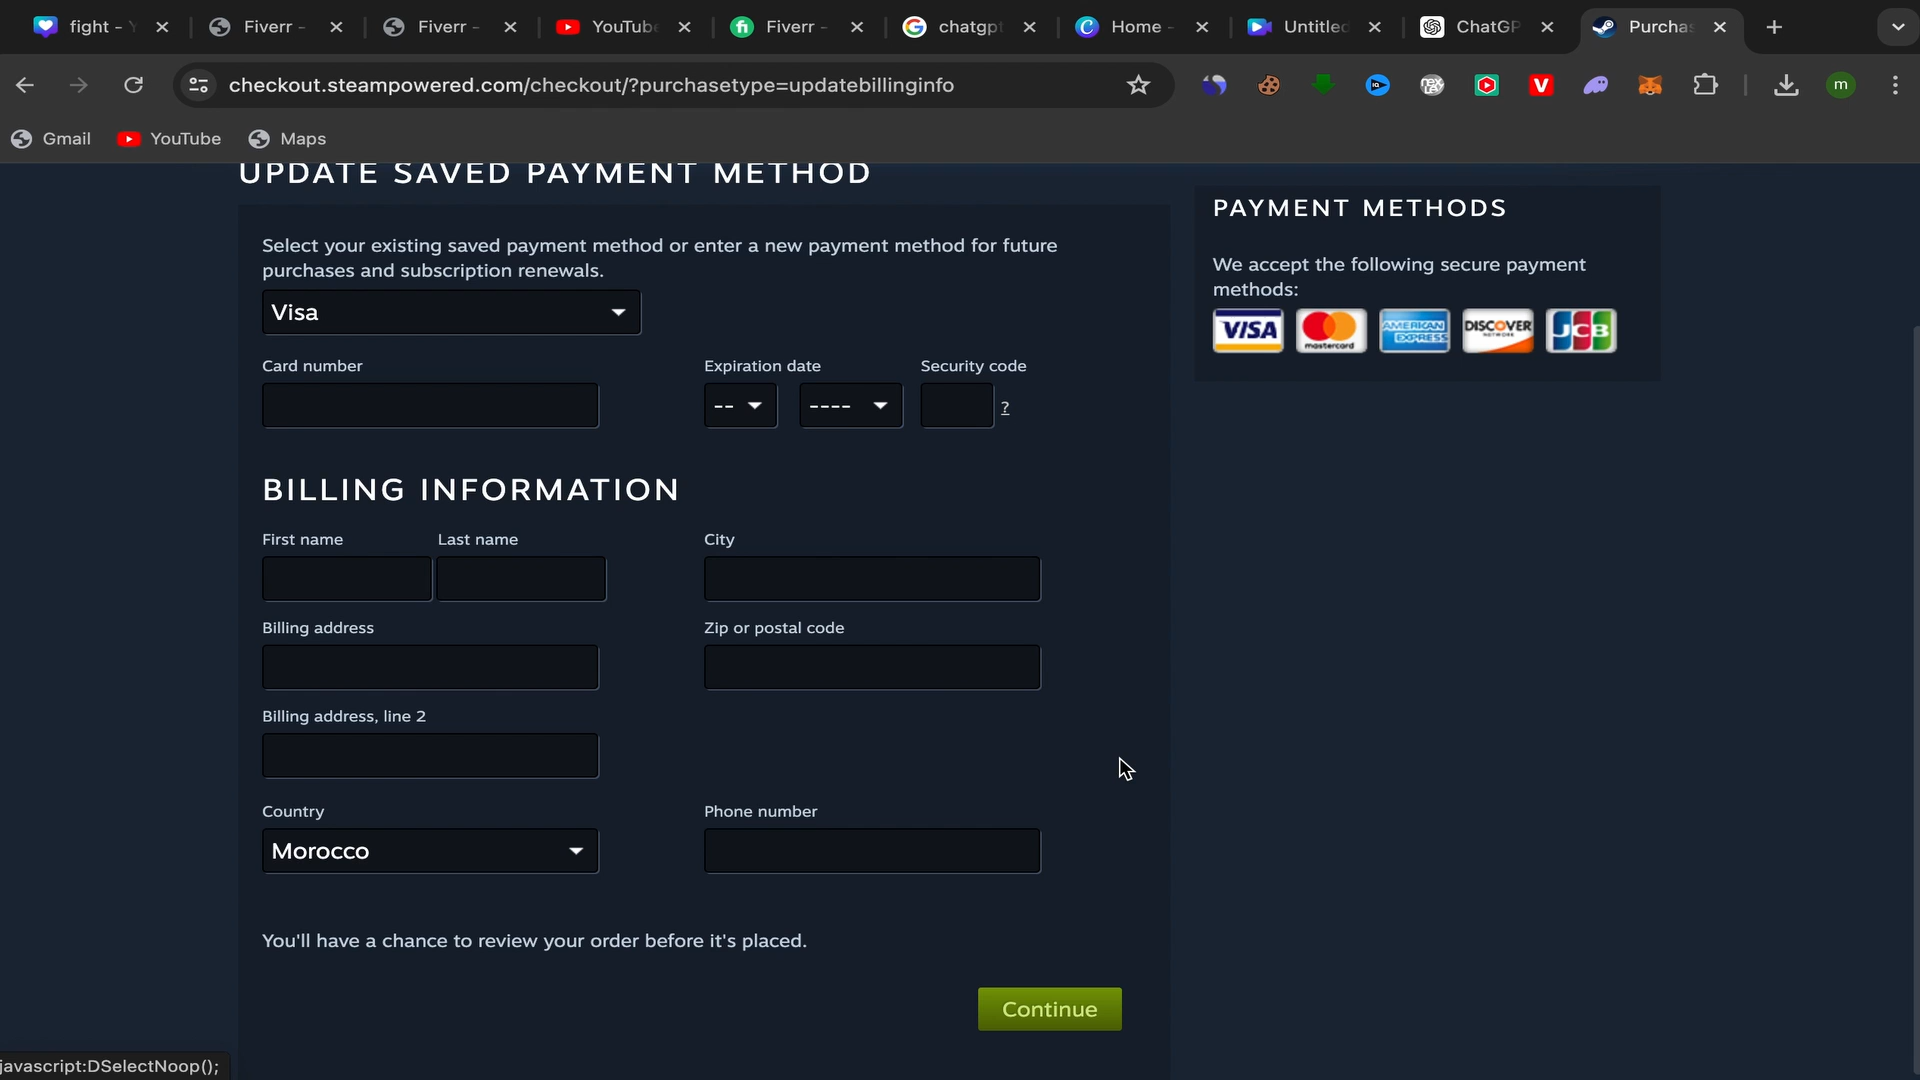 fight - Y
Fiverr -
Fiverr -
YouTube
Fiverr -
chatgpt
Home -
Untitled
ChatGP
Purchas
checkout.steampowered.com/checkout/?purchasetype=updatebillinginfo
m
Gmail
YouTube
Maps
UPDATE SAVED PAYMENT METHOD
Select your existing saved payment method or enter a new payment method for future
purchases and subscription renewals.
Visa
Card number
Expiration date
Security code
--
----
?
BILLING INFORMATION
First name
Last name
City
Billing address
Zip or postal code
Billing address, line 2
Country
Phone number
Morocco
You'll have a chance to review your order before it's placed.
Continue
PAYMENT METHODS
We accept the following secure payment
methods:
VISA
mastercard
AMERICAN
EXPRESS
DISCOVER
NETWORK
JCB
javascript:DSelectNoop();